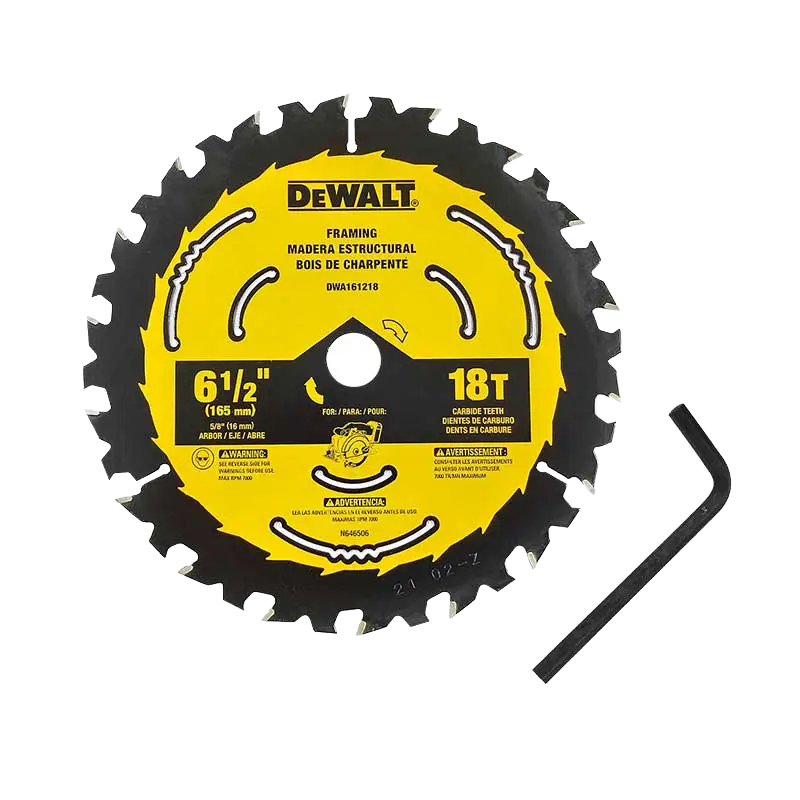 DEWALT®
FRAMING
MADERA ESTRUCTURAL
BOIS DE CHARPENTE
DWA161218
6 1/2"
(165 mm)
5/8" (16 mm)
ARBOR / EJE / ABRE
FOR: / PARA: / POUR:
18T
CARBIDE TEETH
DIENTES DE CARBURO
DENTS EN CARBURE
WARNING:
SEE REVERSE SIDE FOR
WARNINGS BEFORE USE.
MAX RPM 7000
AVERTISSEMENT :
CONSULTER LES AVERTISSEMENTS
AU VERSO AVANT D'UTILISER.
7000 TR/MN MAXIMUM
ADVERTENCIA:
LEA LAS ADVERTENCIAS EN EL REVERSO ANTES DE USO.
MAXIMAS RPM 7000
N646506
21 02-Z